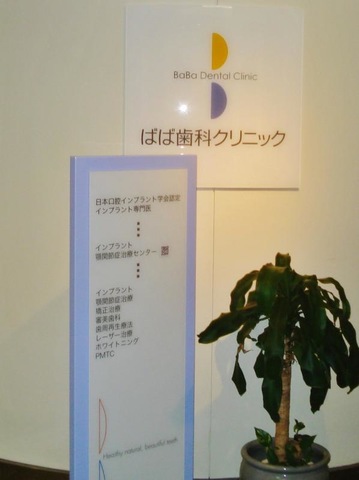 BaBa Dental Clinic
ばば歯科クリニック
日本口腔インプラント学会認定
インプラント専門医
インプラント
顎関節症治療センター
インプラント
顎関節症治療
矯正治療
審美歯科
歯周再生療法
レーザー治療
ホワイトニング
PMTC
Healthy natural, beautiful teeth